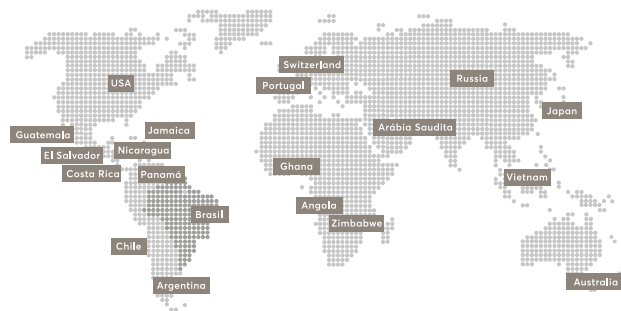 Switzerland
USA
Russia
Portugal
Japan
Guatemala
Jamaica
Arábia Saudita
El Salvador
Nicaragua
Ghana
Costa Rica
Panamá
Vietnam
Angola
Brasil
Zimbabwe
Chile
Argentina
Australia